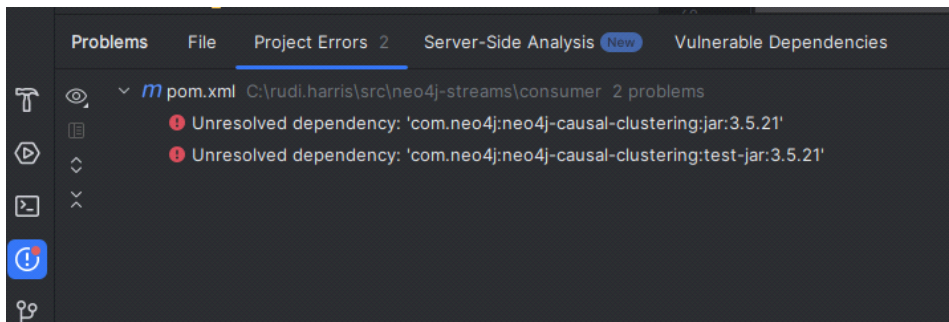 Problems File Project Errors 2 Server-Side Analysis New Vulnerable Dependencies
m pom.xml C:\rudi.harris\src\neo4j-streams\consumer 2 problems
Unresolved dependency: 'com.neo4j:neo4j-causal-clustering:jar:3.5.21'
Unresolved dependency: 'com.neo4j:neo4j-causal-clustering:test-jar:3.5.21'